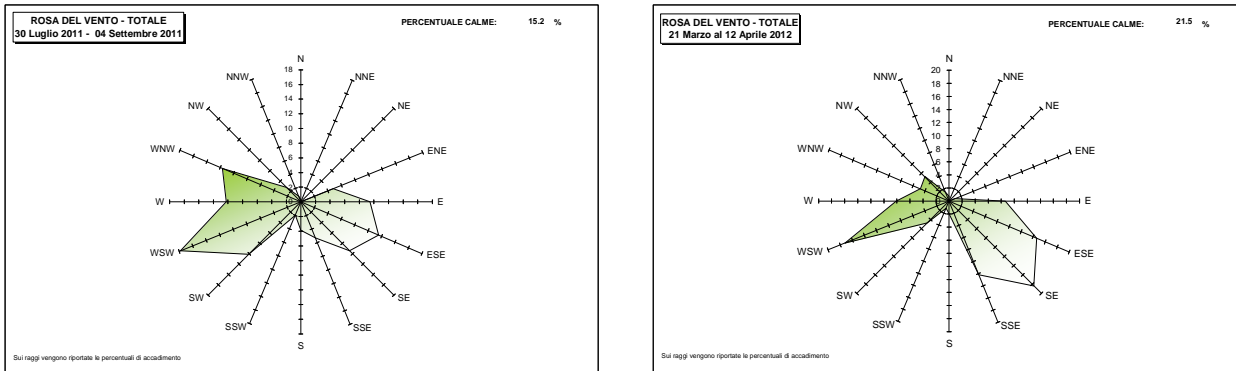 ROSA DEL VENTO - TOTALE
30 Luglio 2011 - 04 Settembre 2011
PERCENTUALE CALME: 15.2 %
N
NNE
NE
ENE
E
ESE
SE
SSE
S
SSW
SW
WSW
W
WNW
NW
NNW
18
16
14
12
10
8
6
4
2
0
Sui raggi vengono riportate le percentuali di accadimento
ROSA DEL VENTO - TOTALE
21 Marzo al 12 Aprile 2012
PERCENTUALE CALME: 21.5 %
N
NNE
NE
ENE
E
ESE
SE
SSE
S
SSW
SW
WSW
W
WNW
NW
NNW
20
18
16
14
12
10
8
6
4
2
0
Sui raggi vengono riportate le percentuali di accadimento